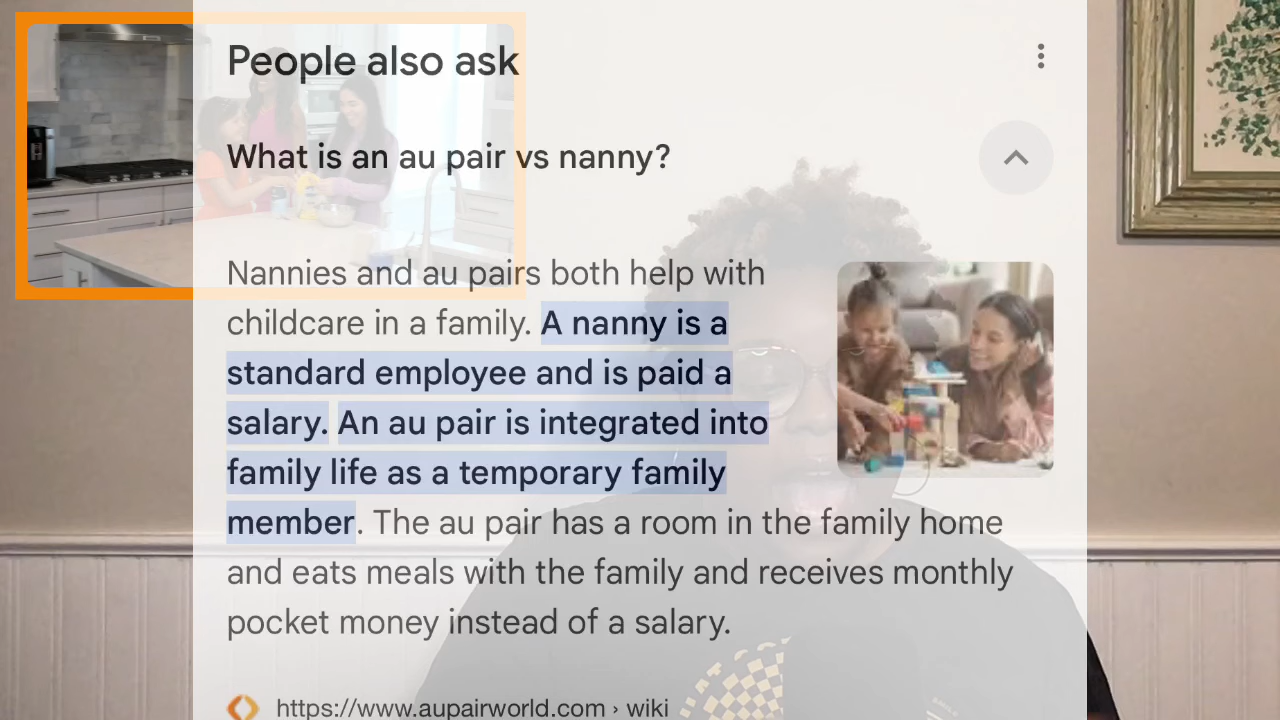 People also ask
What is an au pair vs nanny?
Nannies and au pairs both help with
childcare in a family. A nanny is a
standard employee and is paid a
salary. An au pair is integrated into
family life as a temporary family
member. The au pair has a room in the family home
and eats meals with the family and receives monthly
pocket money instead of a salary.
https://www.aupairworld.com › wiki